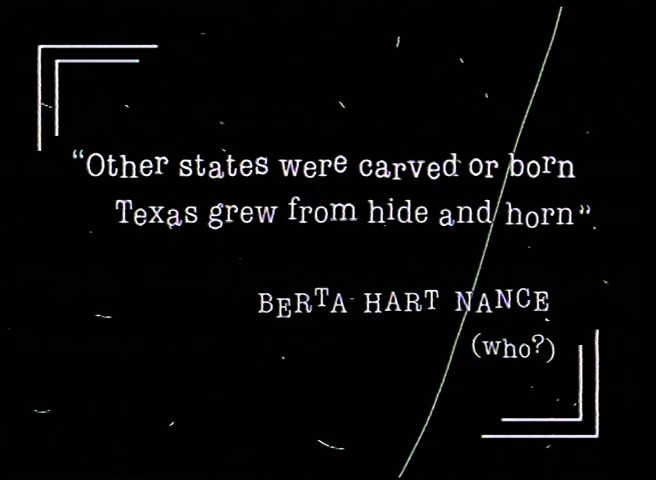 “Other states were carved or born
Texas grew from hide and horn”.
BERTA HART NANCE
(who?)